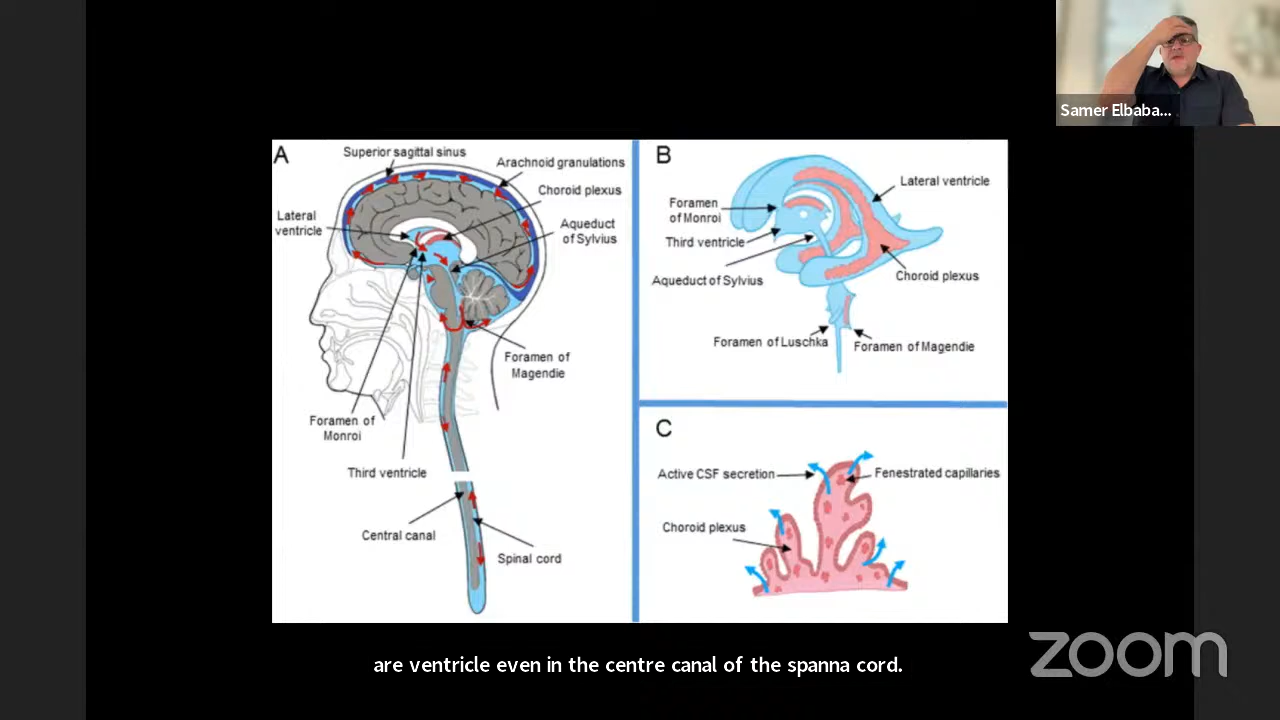 Samer Elbaba...
A
Superior sagittal sinus
Arachnoid granulations
Choroid plexus
Lateral
ventricle
Aqueduct
of Sylvius
Foramen of
Magendie
Foramen of
Monroi
Third ventricle
Central canal
Spinal cord
B
Lateral ventricle
Foramen
of Monroi
Third ventricle
Aqueduct of Sylvius
Choroid plexus
Foramen of Luschka
Foramen of Magendie
C
Active CSF secretion
Fenestrated capillaries
Choroid plexus
zoom
are ventricle even in the centre canal of the spanna cord.